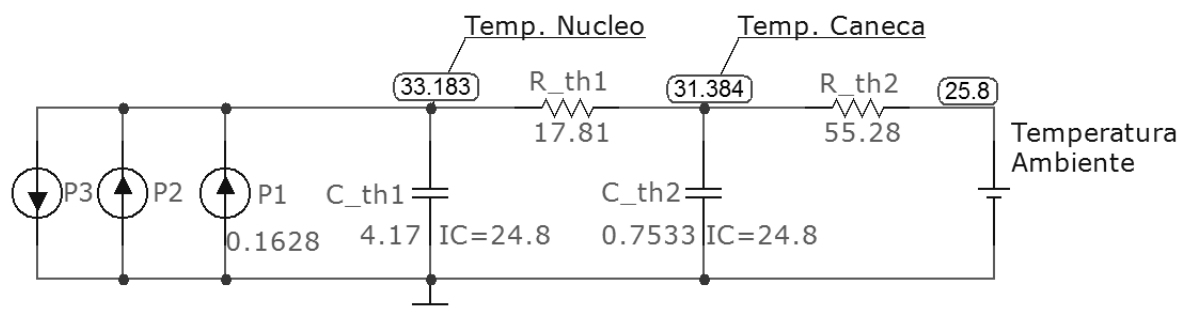 Temp. Nucleo
Temp. Caneca
33.183
R_th1
31.384
R_th2
25.8
17.81
55.28
Temperatura
Ambiente
P3
P2
P1
C_th1
C_th2
0.1628
4.17
IC=24.8
0.7533
IC=24.8